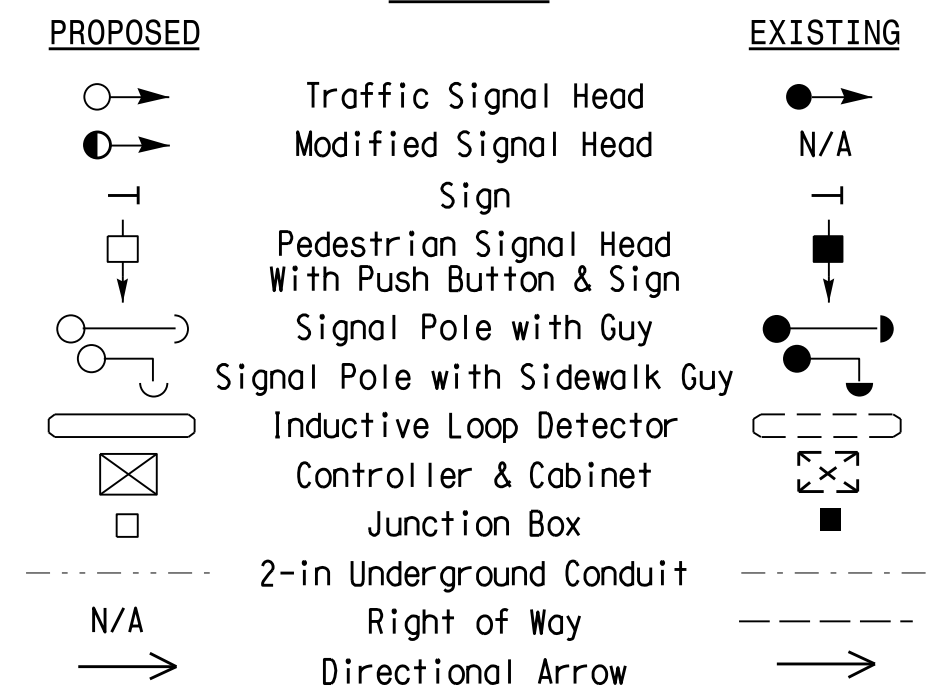 PROPOSED EXISTING
Traffic Signal Head
Modified Signal Head N/A
Sign
Pedestrian Signal Head
With Push Button & Sign
Signal Pole with Guy
Signal Pole with Sidewalk Guy
Inductive Loop Detector
Controller & Cabinet
Junction Box
2-in Underground Conduit
N/A Right of Way
Directional Arrow